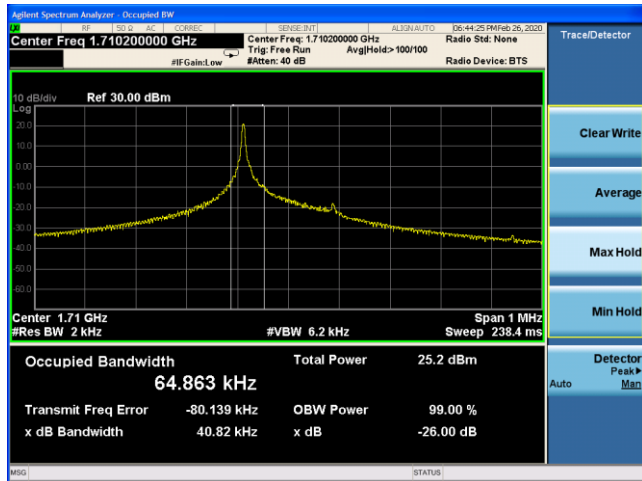 Agilent Spectrum Analyzer - Occupied BW
RF 50 Ω AC CORREC SENSE:INT ALIGN AUTO 06:44:25 PM Feb 26, 2020
Center Freq 1.710200000 GHz Center Freq: 1.710200000 GHz Radio Std: None
Trig: Free Run Avg|Hold:> 100/100
#IFGain:Low #Atten: 40 dB Radio Device: BTS
10 dB/div Ref 30.00 dBm
Log
20.0
10.0
0.00
-10.0
-20.0
-30.0
-40.0
-50.0
-60.0
Center 1.71 GHz Span 1 MHz
#Res BW 2 kHz #VBW 6.2 kHz Sweep 238.4 ms
Occupied Bandwidth Total Power 25.2 dBm
64.863 kHz
Transmit Freq Error -80.139 kHz OBW Power 99.00 %
x dB Bandwidth 40.82 kHz x dB -26.00 dB
MSG STATUS
Trace/Detector
Clear Write
Average
Max Hold
Min Hold
Detector
Peak▶
Auto Man